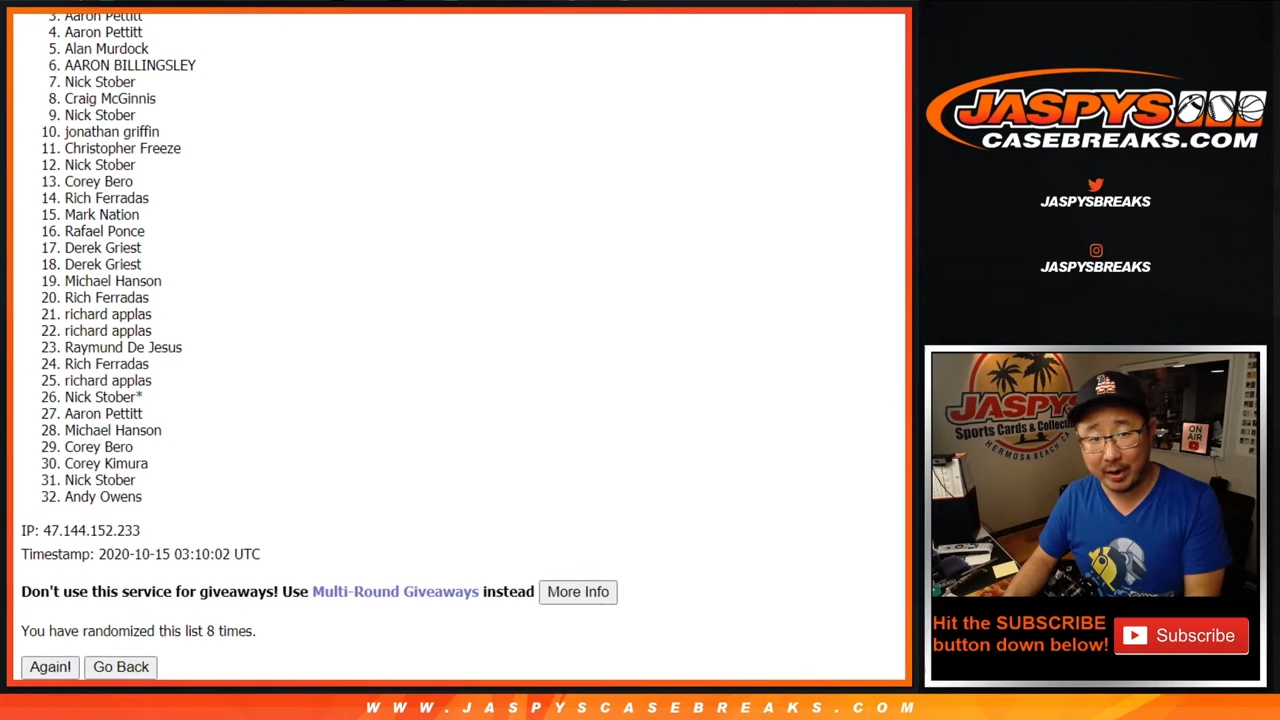 3. Aaron Pettitt
4. Aaron Pettitt
5. Alan Murdock
6. AARON BILLINGSLEY
7. Nick Stober
8. Craig McGinnis
9. Nick Stober
10. jonathan griffin
11. Christopher Freeze
12. Nick Stober
13. Corey Bero
14. Rich Ferradas
15. Mark Nation
16. Rafael Ponce
17. Derek Griest
18. Derek Griest
19. Michael Hanson
20. Rich Ferradas
21. richard applas
22. richard applas
23. Raymund De Jesus
24. Rich Ferradas
25. richard applas
26. Nick Stober*
27. Aaron Pettitt
28. Michael Hanson
29. Corey Bero
30. Corey Kimura
31. Nick Stober
32. Andy Owens
IP: 47.144.152.233
Timestamp: 2020-10-15 03:10:02 UTC
Don't use this service for giveaways! Use Multi-Round Giveaways instead More Info
You have randomized this list 8 times.
Again! Go Back
JASPYS
CASEBREAKS.COM
JASPYSBREAKS
JASPYSBREAKS
JASPYS
Sports Cards & Collectibles
HERMOSA BEACH, CA
ON
AIR
Hit the SUBSCRIBE
button down below!
Subscribe
WWW.JASPYSCASEBREAKS.COM